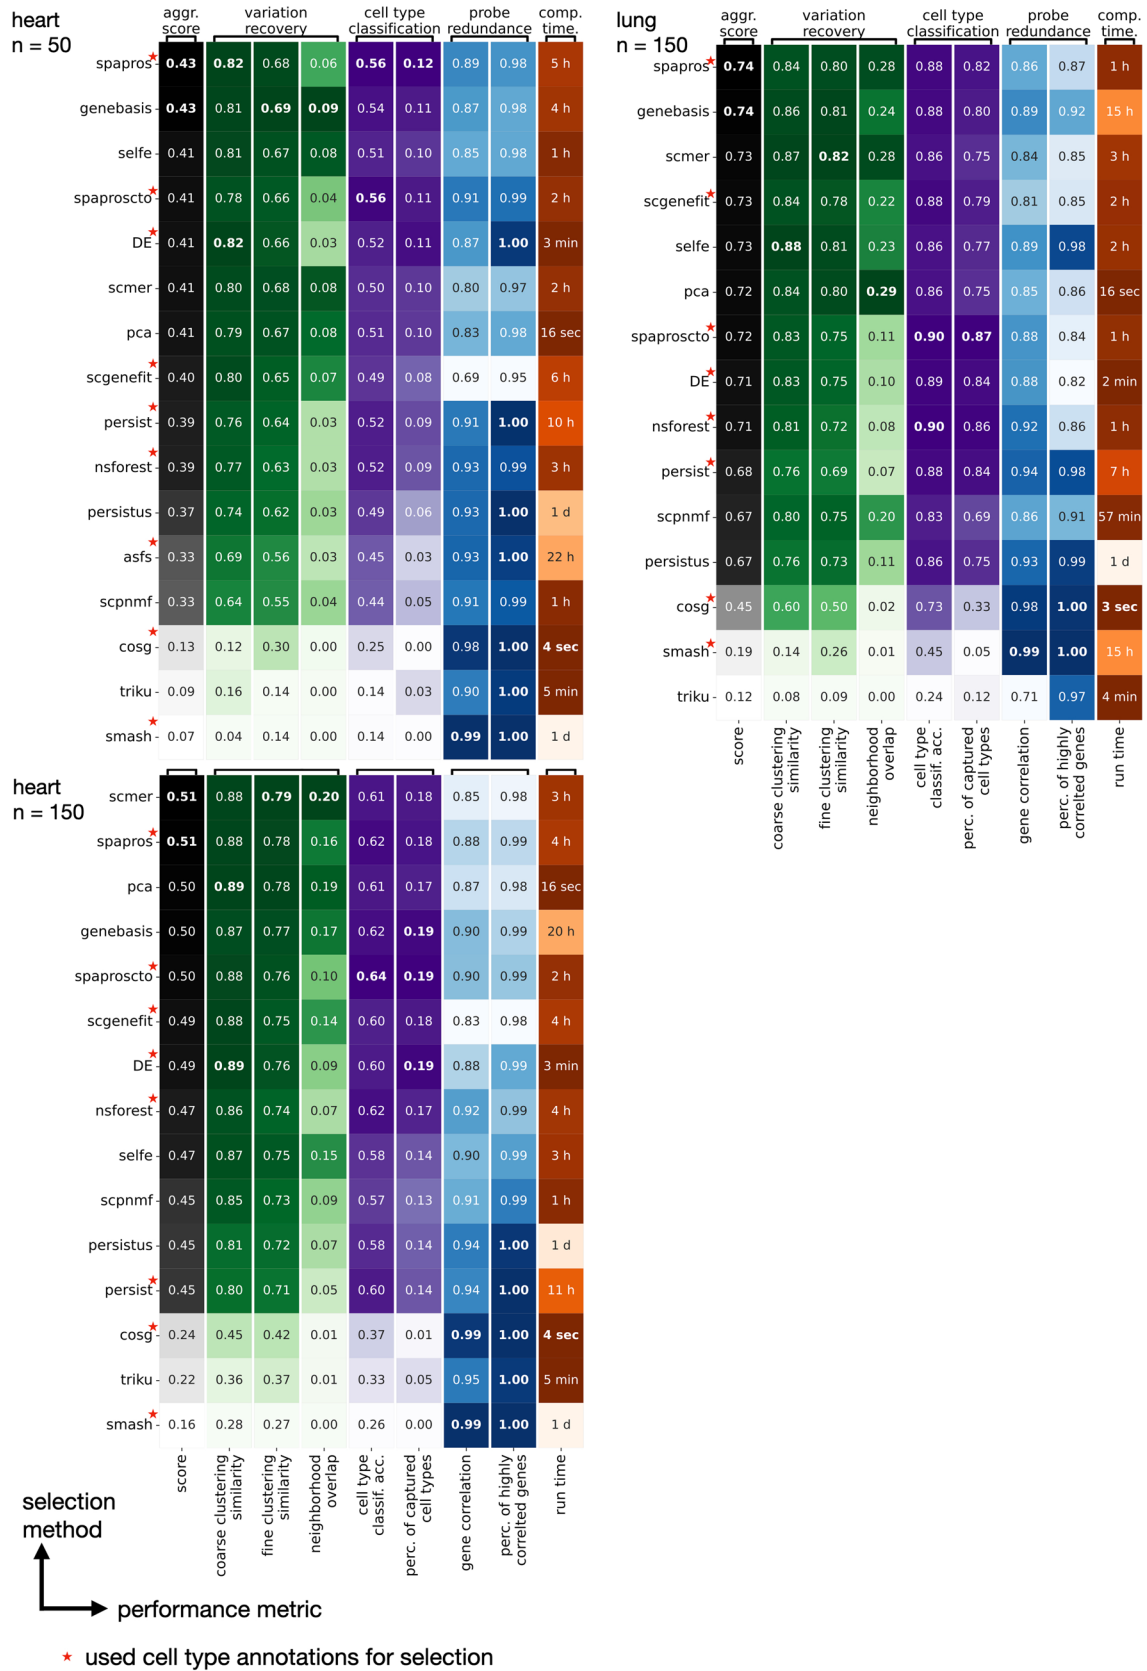 heart
n = 50
aggr. score
variation recovery
cell type classification
probe redundance
comp. time.
spapros★ 0.43 0.82 0.68 0.06 0.56 0.12 0.89 0.98 5 h
genebasis 0.43 0.81 0.69 0.09 0.54 0.11 0.87 0.98 4 h
selfe 0.41 0.81 0.67 0.08 0.51 0.10 0.85 0.98 1 h
spaproscto★ 0.41 0.78 0.66 0.04 0.56 0.11 0.91 0.99 2 h
DE★ 0.41 0.82 0.66 0.03 0.52 0.11 0.87 1.00 3 min
scmer 0.41 0.80 0.68 0.08 0.50 0.10 0.80 0.97 2 h
pca 0.41 0.79 0.67 0.08 0.51 0.10 0.83 0.98 16 sec
scgenefit★ 0.40 0.80 0.65 0.07 0.49 0.08 0.69 0.95 6 h
persist★ 0.39 0.76 0.64 0.03 0.52 0.09 0.91 1.00 10 h
nsforest★ 0.39 0.77 0.63 0.03 0.52 0.09 0.93 0.99 3 h
persistus 0.37 0.74 0.62 0.03 0.49 0.06 0.93 1.00 1 d
asfs★ 0.33 0.69 0.56 0.03 0.45 0.03 0.93 1.00 22 h
scpnmf 0.33 0.64 0.55 0.04 0.44 0.05 0.91 0.99 1 h
cosg★ 0.13 0.12 0.30 0.00 0.25 0.00 0.98 1.00 4 sec
triku 0.09 0.16 0.14 0.00 0.14 0.03 0.90 1.00 5 min
smash★ 0.07 0.04 0.14 0.00 0.14 0.00 0.99 1.00 1 d
lung
n = 150
aggr. score
variation recovery
cell type classification
probe redundance
comp. time.
spapros★ 0.74 0.84 0.80 0.28 0.88 0.82 0.86 0.87 1 h
genebasis 0.74 0.86 0.81 0.24 0.88 0.80 0.89 0.92 15 h
scmer 0.73 0.87 0.82 0.28 0.86 0.75 0.84 0.85 3 h
scgenefit★ 0.73 0.84 0.78 0.22 0.88 0.79 0.81 0.85 2 h
selfe 0.73 0.88 0.81 0.23 0.86 0.77 0.89 0.98 2 h
pca 0.72 0.84 0.80 0.29 0.86 0.75 0.85 0.86 16 sec
spaproscto★ 0.72 0.83 0.75 0.11 0.90 0.87 0.88 0.84 1 h
DE★ 0.71 0.83 0.75 0.10 0.89 0.84 0.88 0.82 2 min
nsforest★ 0.71 0.81 0.72 0.08 0.90 0.86 0.92 0.86 1 h
persist★ 0.68 0.76 0.69 0.07 0.88 0.84 0.94 0.98 7 h
scpnmf 0.67 0.80 0.75 0.20 0.83 0.69 0.86 0.91 57 min
persistus 0.67 0.76 0.73 0.11 0.86 0.75 0.93 0.99 1 d
cosg★ 0.45 0.60 0.50 0.02 0.73 0.33 0.98 1.00 3 sec
smash★ 0.19 0.14 0.26 0.01 0.45 0.05 0.99 1.00 15 h
triku 0.12 0.08 0.09 0.00 0.24 0.12 0.71 0.97 4 min
score
coarse clustering similarity
fine clustering similarity
neighborhood overlap
cell type classif. acc.
perc. of captured cell types
gene correlation
perc. of highly correlted genes
run time
heart
n = 150
scmer 0.51 0.88 0.79 0.20 0.61 0.18 0.85 0.98 3 h
spapros★ 0.51 0.88 0.78 0.16 0.62 0.18 0.88 0.99 4 h
pca 0.50 0.89 0.78 0.19 0.61 0.17 0.87 0.98 16 sec
genebasis 0.50 0.87 0.77 0.17 0.62 0.19 0.90 0.99 20 h
spaproscto★ 0.50 0.88 0.76 0.10 0.64 0.19 0.90 0.99 2 h
scgenefit★ 0.49 0.88 0.75 0.14 0.60 0.18 0.83 0.98 4 h
DE★ 0.49 0.89 0.76 0.09 0.60 0.19 0.88 0.99 3 min
nsforest★ 0.47 0.86 0.74 0.07 0.62 0.17 0.92 0.99 4 h
selfe 0.47 0.87 0.75 0.15 0.58 0.14 0.90 0.99 3 h
scpnmf 0.45 0.85 0.73 0.09 0.57 0.13 0.91 0.99 1 h
persistus 0.45 0.81 0.72 0.07 0.58 0.14 0.94 1.00 1 d
persist★ 0.45 0.80 0.71 0.05 0.60 0.14 0.94 1.00 11 h
cosg★ 0.24 0.45 0.42 0.01 0.37 0.01 0.99 1.00 4 sec
triku 0.22 0.36 0.37 0.01 0.33 0.05 0.95 1.00 5 min
smash★ 0.16 0.28 0.27 0.00 0.26 0.00 0.99 1.00 1 d
score
coarse clustering similarity
fine clustering similarity
neighborhood overlap
cell type classif. acc.
perc. of captured cell types
gene correlation
perc. of highly correlted genes
run time
selection
method
performance metric
★ used cell type annotations for selection